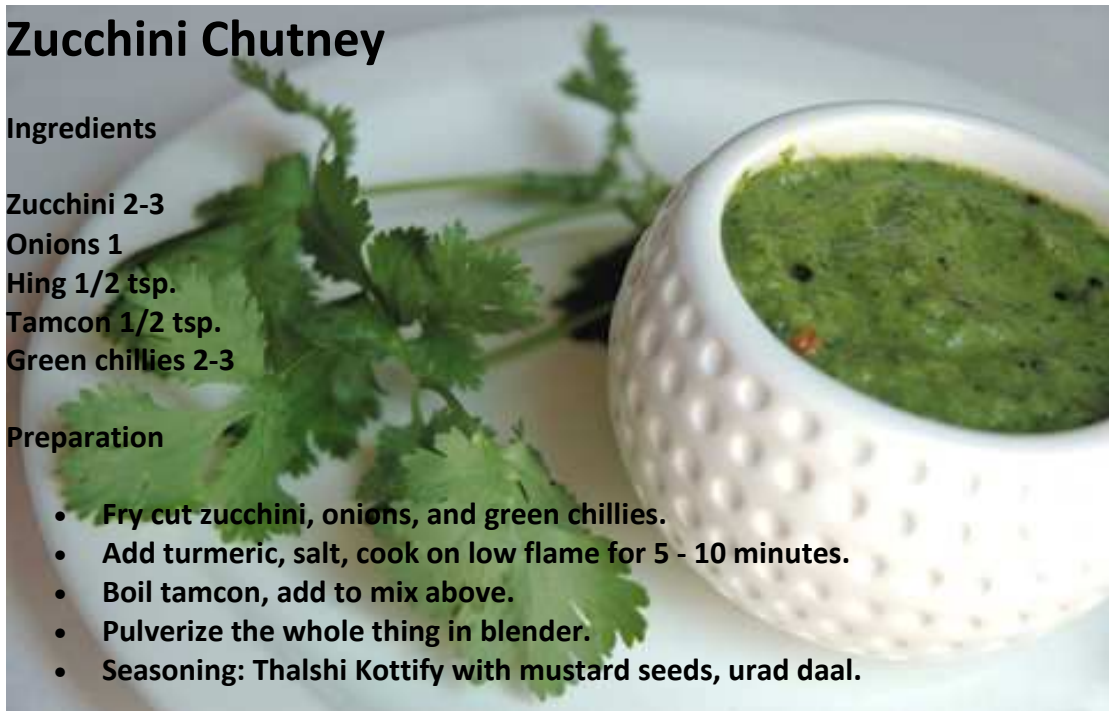 Zucchini Chutney
Ingredients
Zucchini 2-3
Onions 1
Hing 1/2 tsp.
Tamcon 1/2 tsp.
Green chillies 2-3
Preparation
• Fry cut zucchini, onions, and green chillies.
• Add turmeric, salt, cook on low flame for 5 - 10 minutes.
• Boil tamcon, add to mix above.
• Pulverize the whole thing in blender.
• Seasoning: Thalshi Kottify with mustard seeds, urad daal.